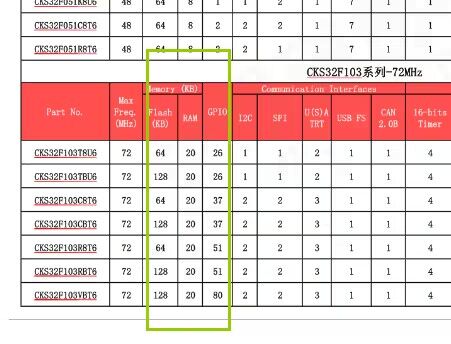 CKS32F051K8U6 48 64 8 1 1 2 1 7 1 1
CKS32F051C8T6 48 64 8 2 2 2 1 7 1 1
CKS32F051R8T6 48 64 8 2 2 1 1 7 1 1
CKS32F103系列-72MHz
Part No. Max Freq. (MHz) Memory (KB) GPIO Communication Interfaces 16-bits Timer
Flash (KB) RAM I2C SPI U(S)A TRT USB FS CAN 2.0B
CKS32F103T8U6 72 64 20 26 1 1 2 1 1 4
CKS32F103TBU6 72 128 20 26 1 1 2 1 1 4
CKS32F103C8T6 72 64 20 37 2 2 3 1 1 4
CKS32F103CBT6 72 128 20 37 2 2 3 1 1 4
CKS32F103R8T6 72 64 20 51 2 2 3 1 1 4
CKS32F103RBT6 72 128 20 51 2 2 3 1 1 4
CKS32F103VBT6 72 128 20 80 2 2 3 1 1 4